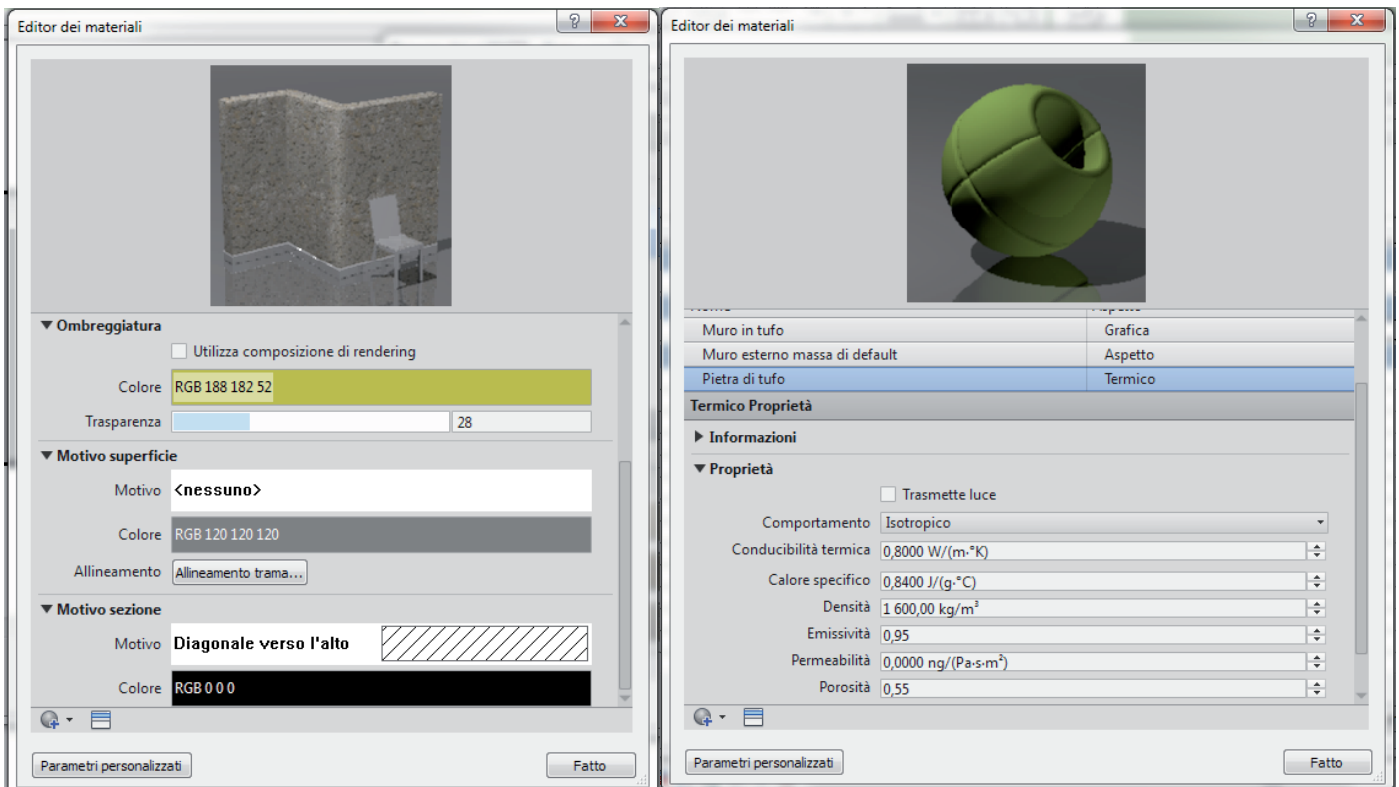 Editor dei materiali
Ombreggiatura
Utilizza composizione di rendering
Colore RGB 188 182 52
Trasparenza 28
Motivo superficie
Motivo <nessuno>
Colore RGB 120 120 120
Allineamento Allineamento trama...
Motivo sezione
Motivo Diagonale verso l'alto
Colore RGB 0 0 0
Parametri personalizzati Fatto
Editor dei materiali
Muro in tufo Grafica
Muro esterno massa di default Aspetto
Pietra di tufo Termico
Termico Proprietà
Informazioni
Proprietà
Trasmette luce
Comportamento Isotropico
Conducibilità termica 0,8000 W/(m·°K)
Calore specifico 0,8400 J/(g·°C)
Densità 1 600,00 kg/m³
Emissività 0,95
Permeabilità 0,0000 ng/(Pa·s·m²)
Porosità 0,55
Parametri personalizzati Fatto